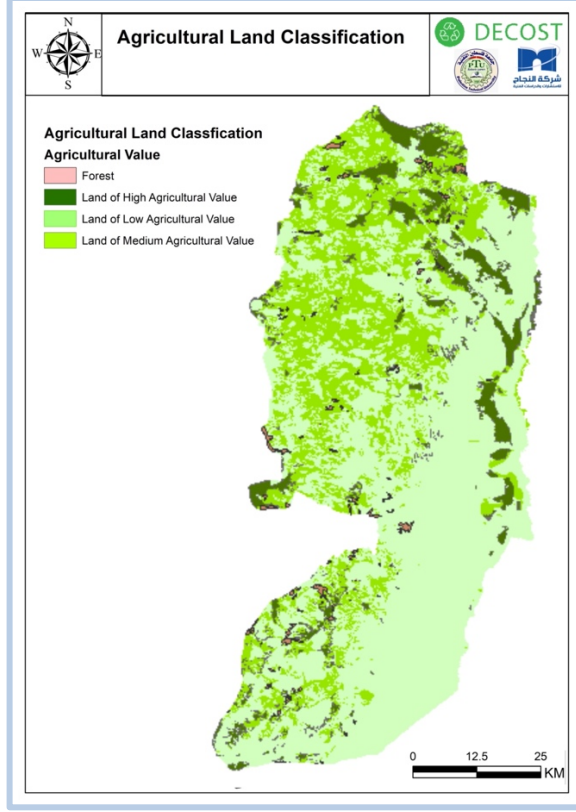 N
W
E
S
Agricultural Land Classification
DECOST
PTU
شركة النجاح
Agricultural Land Classfication
Agricultural Value
Forest
Land of High Agricultural Value
Land of Low Agricultural Value
Land of Medium Agricultural Value
0 12.5 25
KM